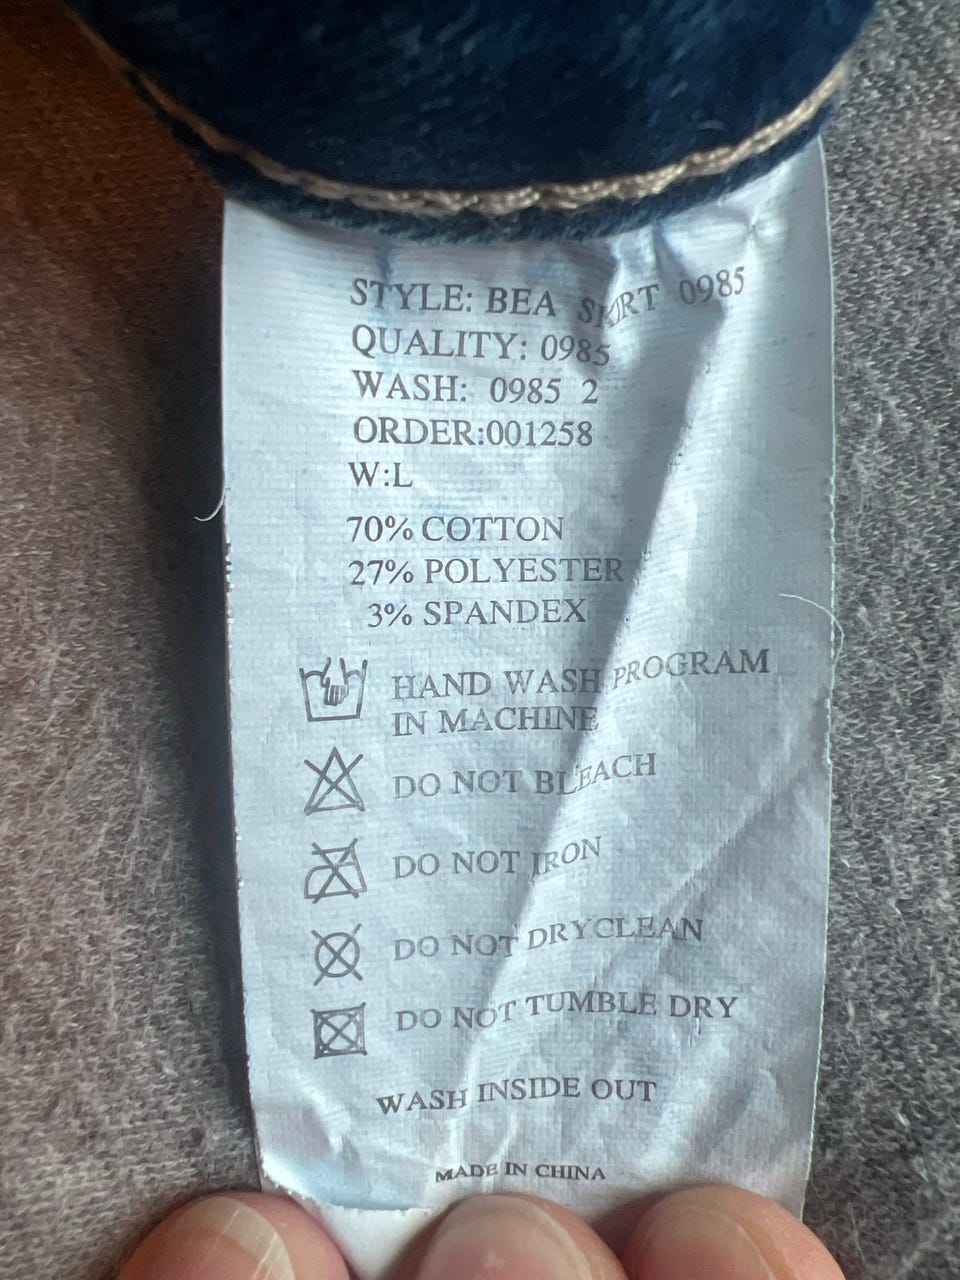 STYLE: BEA SKIRT 0985
QUALITY: 0985
WASH: 0985 2
ORDER:001258
W:L
70% COTTON
27% POLYESTER
3% SPANDEX
HAND WASH PROGRAM
IN MACHINE
DO NOT BLEACH
DO NOT IRON
DO NOT DRYCLEAN
DO NOT TUMBLE DRY
WASH INSIDE OUT
MADE IN CHINA